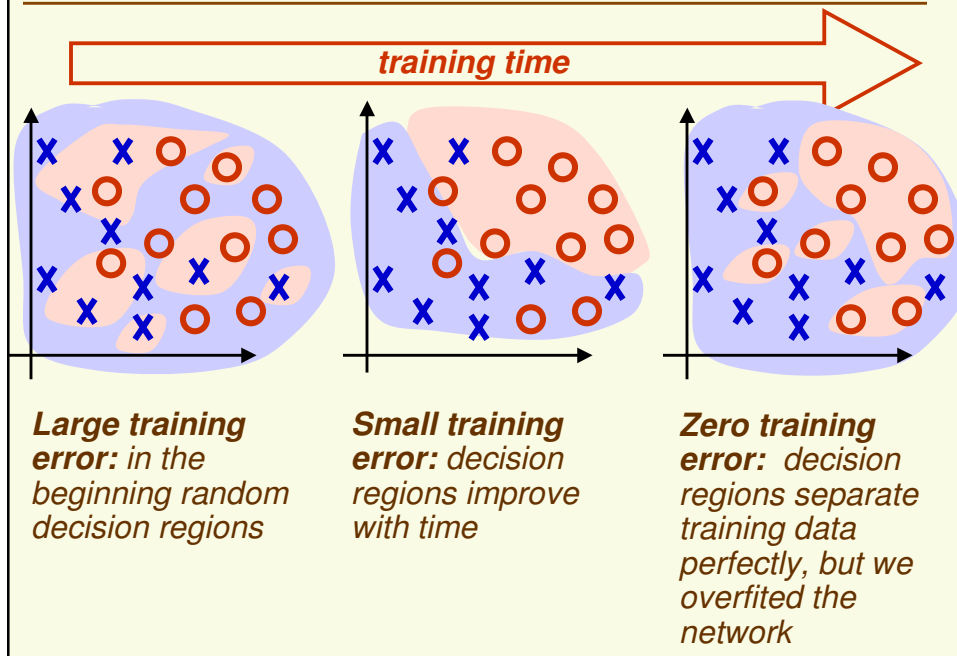 training time
Large training
error: in the
beginning random
decision regions
Small training
error: decision
regions improve
with time
Zero training
error: decision
regions separate
training data
perfectly, but we
overfited the
network